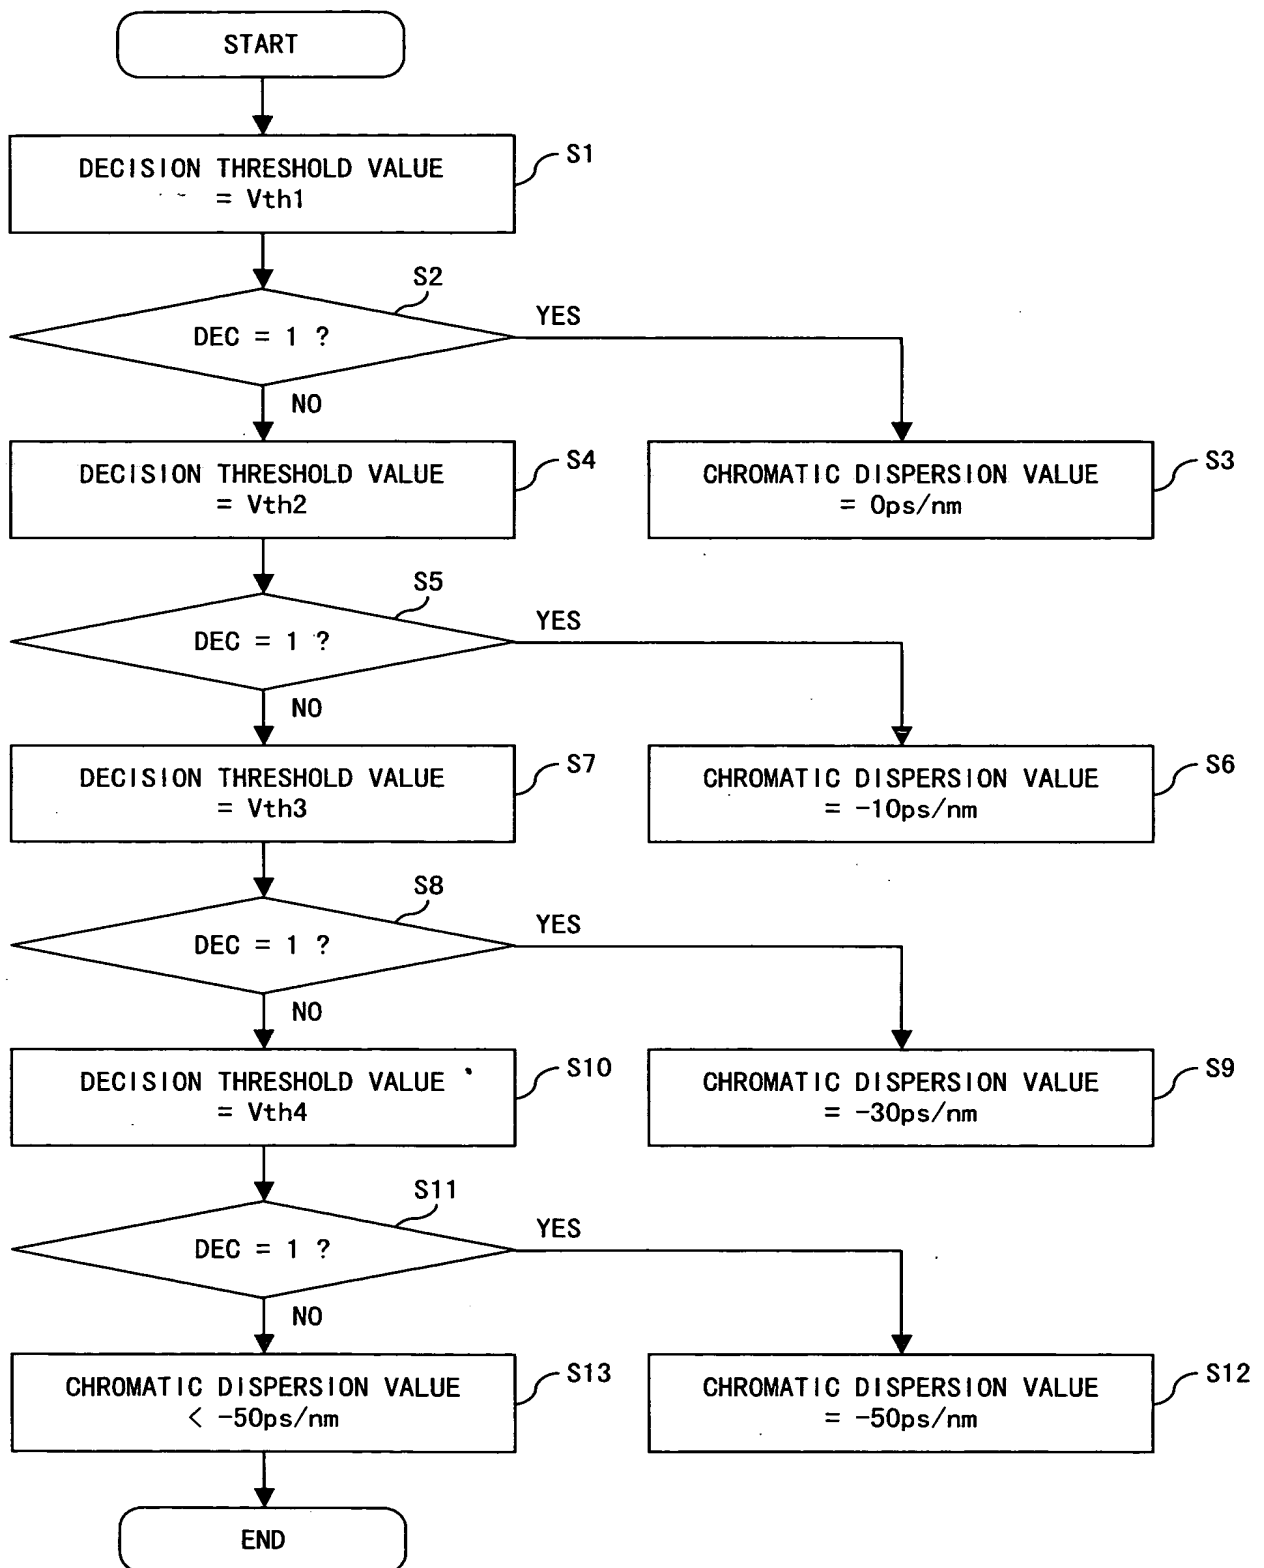 START
DECISION THRESHOLD VALUE
= Vth1
S1
S2
DEC = 1 ?
YES
NO
DECISION THRESHOLD VALUE
= Vth2
S4
CHROMATIC DISPERSION VALUE
= 0ps/nm
S3
S5
DEC = 1 ?
YES
NO
DECISION THRESHOLD VALUE
= Vth3
S7
CHROMATIC DISPERSION VALUE
= -10ps/nm
S6
S8
DEC = 1 ?
YES
NO
DECISION THRESHOLD VALUE
= Vth4
S10
CHROMATIC DISPERSION VALUE
= -30ps/nm
S9
S11
DEC = 1 ?
YES
NO
CHROMATIC DISPERSION VALUE
< -50ps/nm
S13
CHROMATIC DISPERSION VALUE
= -50ps/nm
S12
END